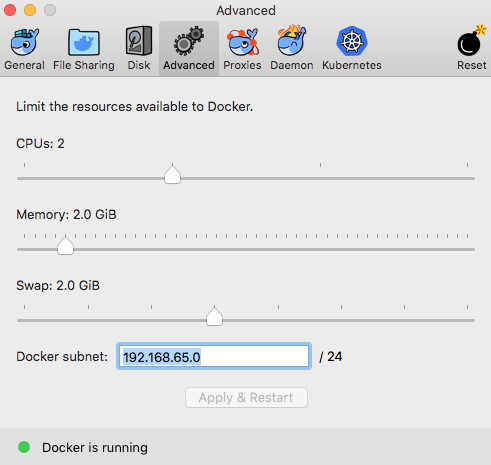 Advanced
General File Sharing Disk Advanced Proxies Daemon Kubernetes Reset
Limit the resources available to Docker.
CPUs: 2
Memory: 2.0 GiB
Swap: 2.0 GiB
Docker subnet: 192.168.65.0 / 24
Apply & Restart
Docker is running